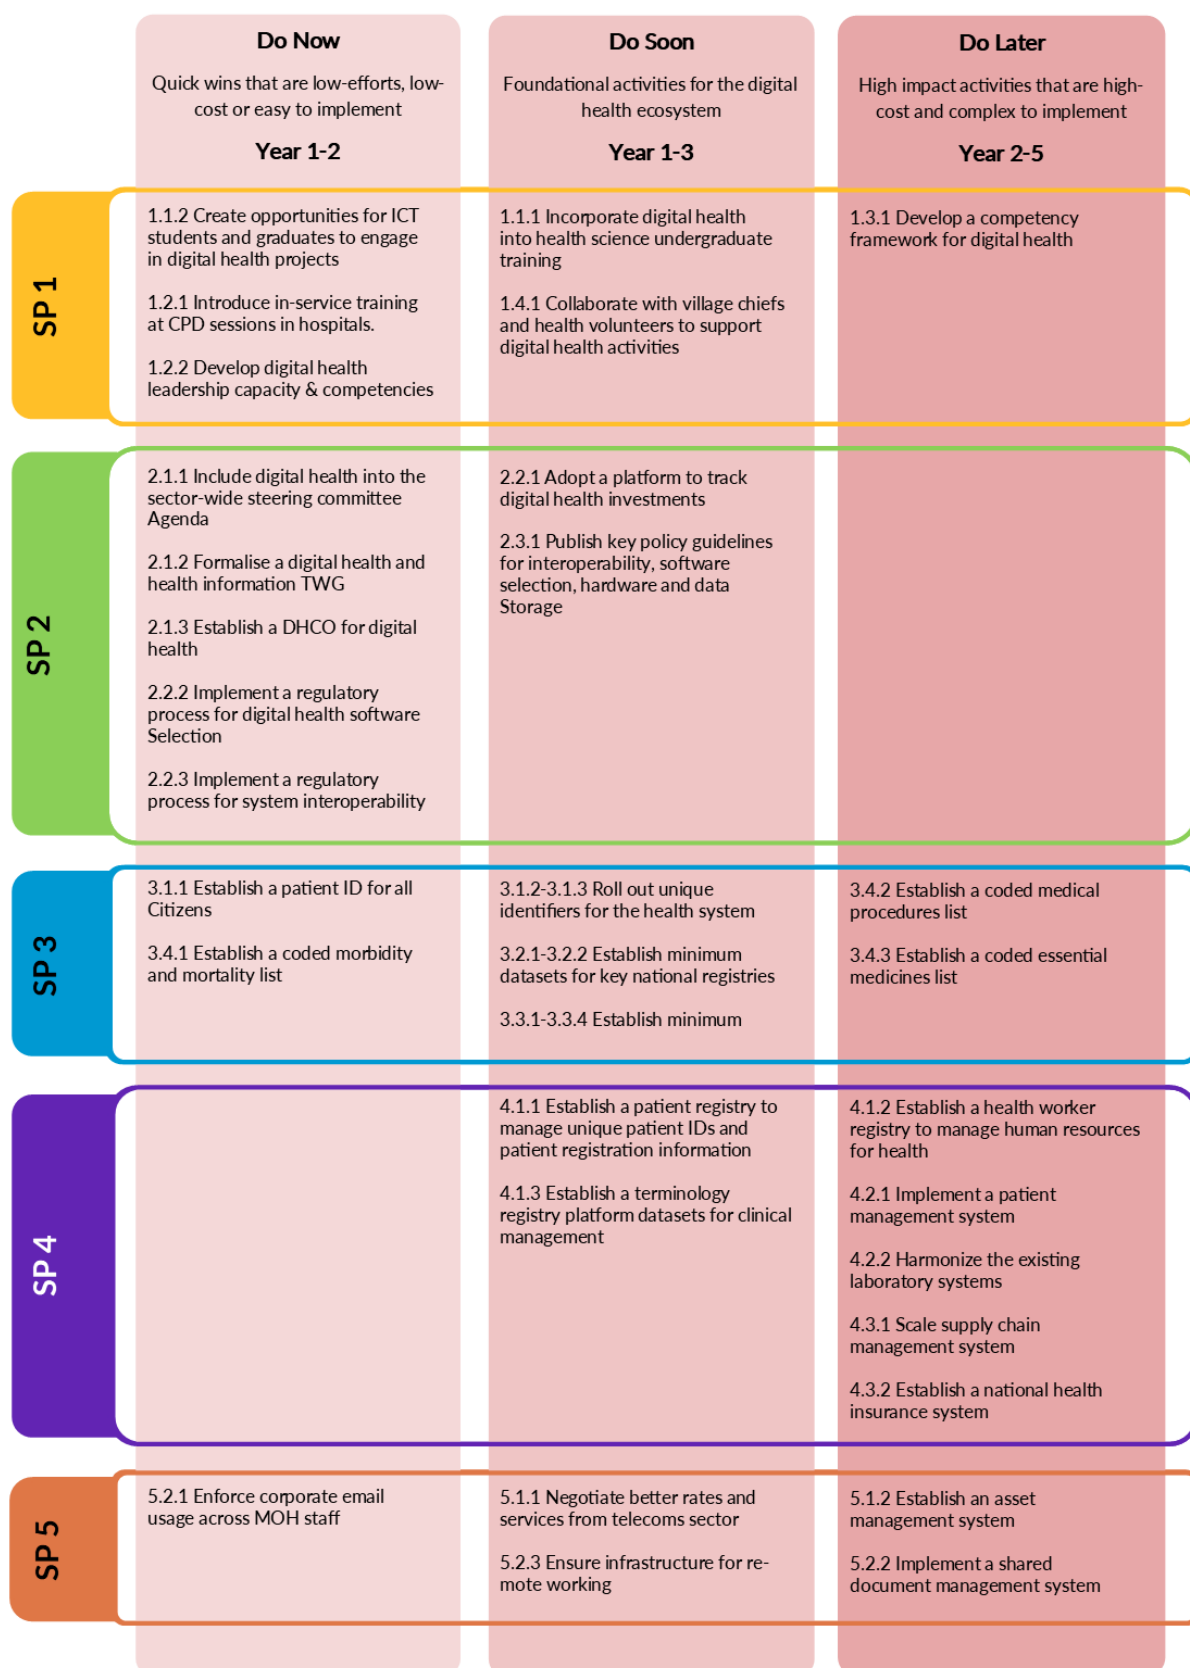 Do Now
Quick wins that are low-efforts, low-
cost or easy to implement
Year 1-2
Do Soon
Foundational activities for the digital
health ecosystem
Year 1-3
Do Later
High impact activities that are high-
cost and complex to implement
Year 2-5
SP 1
1.1.2 Create opportunities for ICT
students and graduates to engage
in digital health projects
1.2.1 Introduce in-service training
at CPD sessions in hospitals.
1.2.2 Develop digital health
leadership capacity & competencies
1.1.1 Incorporate digital health
into health science undergraduate
training
1.4.1 Collaborate with village chiefs
and health volunteers to support
digital health activities
1.3.1 Develop a competency
framework for digital health
SP 2
2.1.1 Include digital health into the
sector-wide steering committee
Agenda
2.1.2 Formalise a digital health and
health information TWG
2.1.3 Establish a DHCO for digital
health
2.2.2 Implement a regulatory
process for digital health software
Selection
2.2.3 Implement a regulatory
process for system interoperability
2.2.1 Adopt a platform to track
digital health investments
2.3.1 Publish key policy guidelines
for interoperability, software
selection, hardware and data
Storage
SP 3
3.1.1 Establish a patient ID for all
Citizens
3.4.1 Establish a coded morbidity
and mortality list
3.1.2-3.1.3 Roll out unique
identifiers for the health system
3.2.1-3.2.2 Establish minimum
datasets for key national registries
3.3.1-3.3.4 Establish minimum
3.4.2 Establish a coded medical
procedures list
3.4.3 Establish a coded essential
medicines list
SP 4
4.1.1 Establish a patient registry to
manage unique patient IDs and
patient registration information
4.1.3 Establish a terminology
registry platform datasets for clinical
management
4.1.2 Establish a health worker
registry to manage human resources
for health
4.2.1 Implement a patient
management system
4.2.2 Harmonize the existing
laboratory systems
4.3.1 Scale supply chain
management system
4.3.2 Establish a national health
insurance system
SP 5
5.2.1 Enforce corporate email
usage across MOH staff
5.1.1 Negotiate better rates and
services from telecoms sector
5.2.3 Ensure infrastructure for re-
mote working
5.1.2 Establish an asset
management system
5.2.2 Implement a shared
document management system